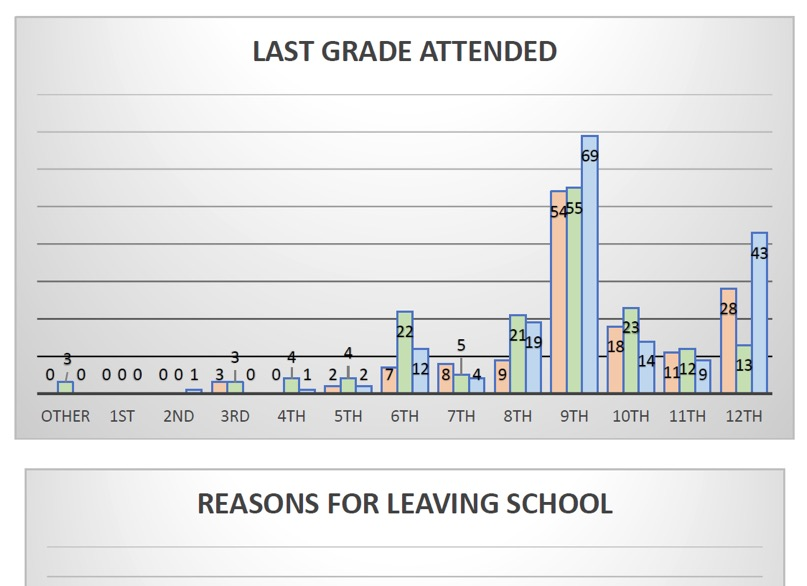 LAST GRADE ATTENDED
69
54 55
43
28
22 23
21 19 18
14 13
12 11 12
3 3 4 4 7 8 5 4 9 9
0 0 0 0 0 0 0 1 3 0 0 1 2 2
OTHER 1ST 2ND 3RD 4TH 5TH 6TH 7TH 8TH 9TH 10TH 11TH 12TH
REASONS FOR LEAVING SCHOOL